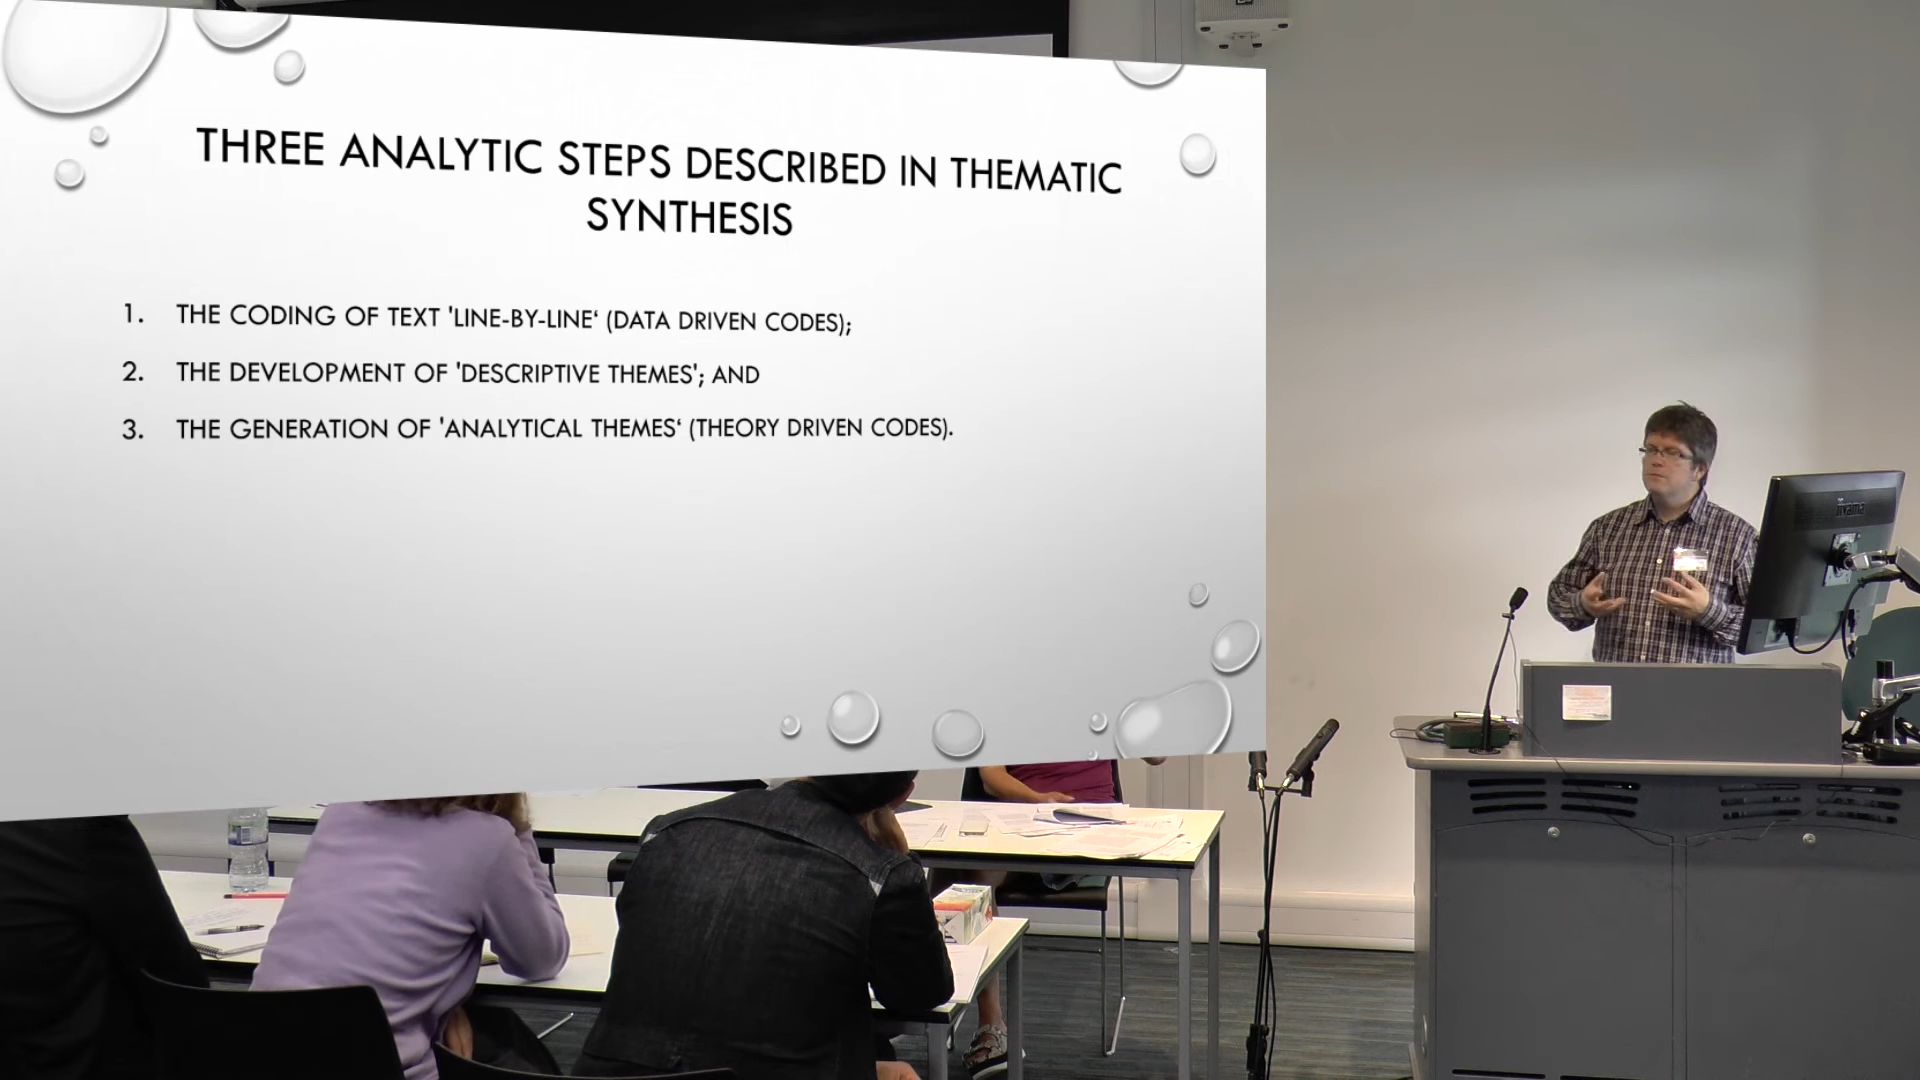 THREE ANALYTIC STEPS DESCRIBED IN THEMATIC
SYNTHESIS
1. THE CODING OF TEXT 'LINE-BY-LINE‘ (DATA DRIVEN CODES);
2. THE DEVELOPMENT OF 'DESCRIPTIVE THEMES'; AND
3. THE GENERATION OF 'ANALYTICAL THEMES‘ (THEORY DRIVEN CODES).
iiyama